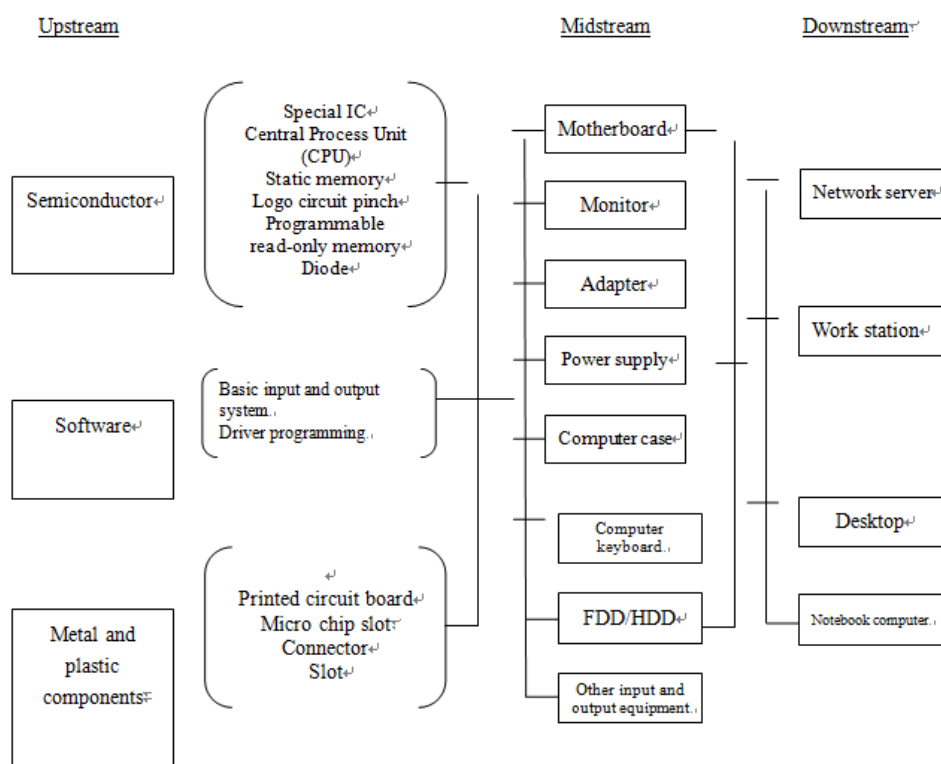 Upstream
Midstream
Downstream
Semiconductor
Special IC
Central Process Unit
(CPU)
Static memory
Logo circuit pinch
Programmable
read-only memory
Diode
Software
Basic input and output
system.
Driver programming.
Metal and
plastic
components
Printed circuit board
Micro chip slot
Connector
Slot
Motherboard
Monitor
Adapter
Power supply
Computer case
Computer
keyboard.
FDD/HDD
Other input and
output equipment.
Network server
Work station
Desktop
Notebook computer.